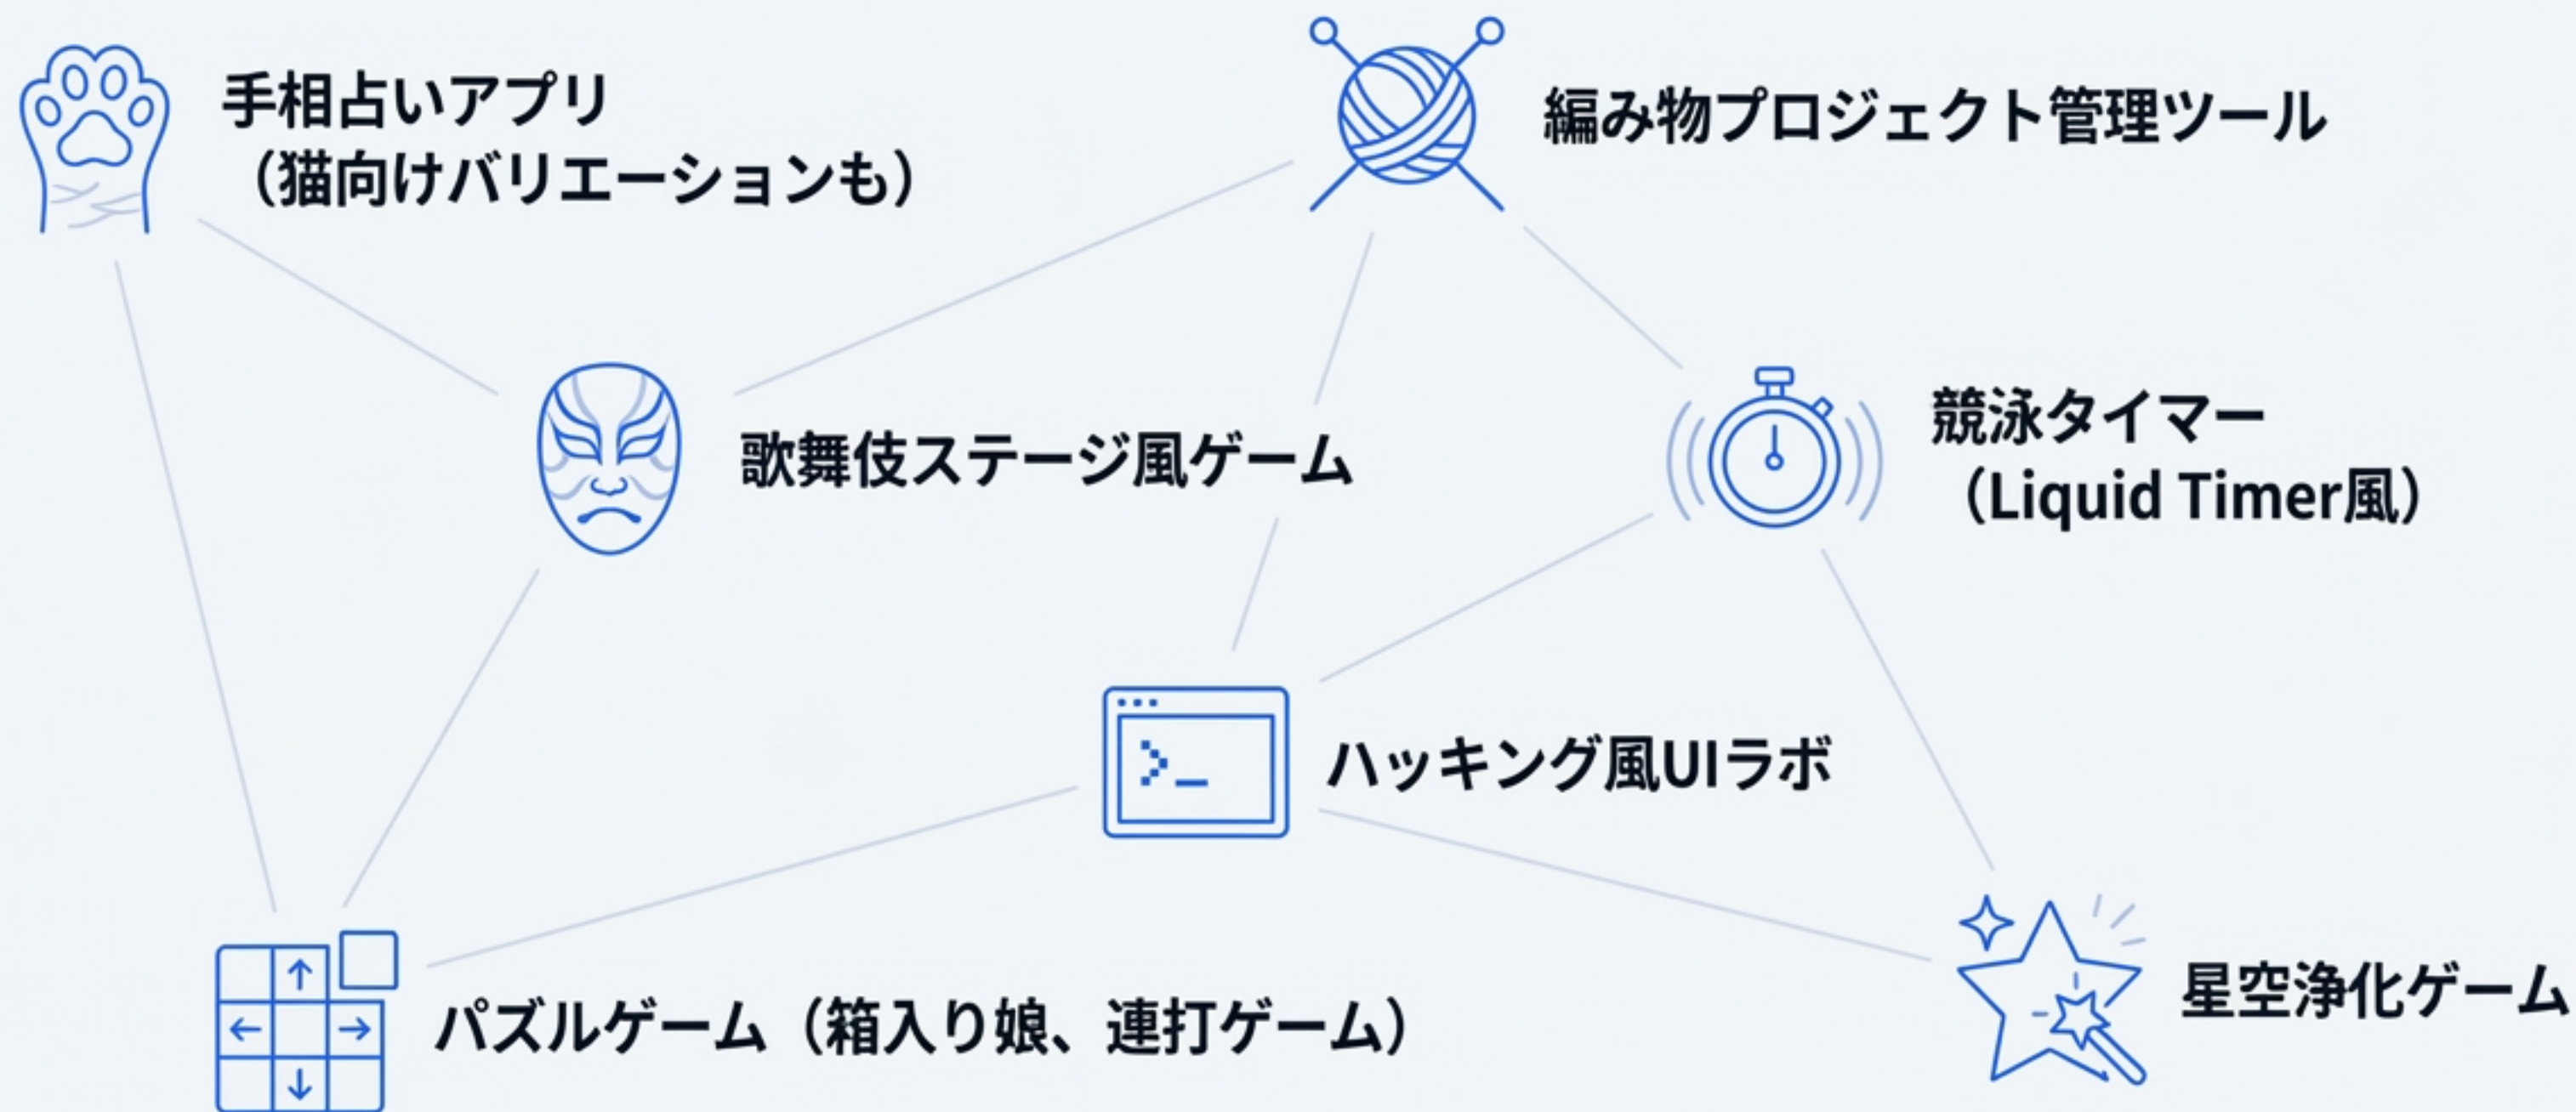 手相占いアプリ
（猫向けバリエーションも）
編み物プロジェクト管理ツール
歌舞伎ステージ風ゲーム
競泳タイマー
（Liquid Timer風）
>_
ハッキング風UIラボ
星空浄化ゲーム
パズルゲーム（箱入り娘、連打ゲーム）